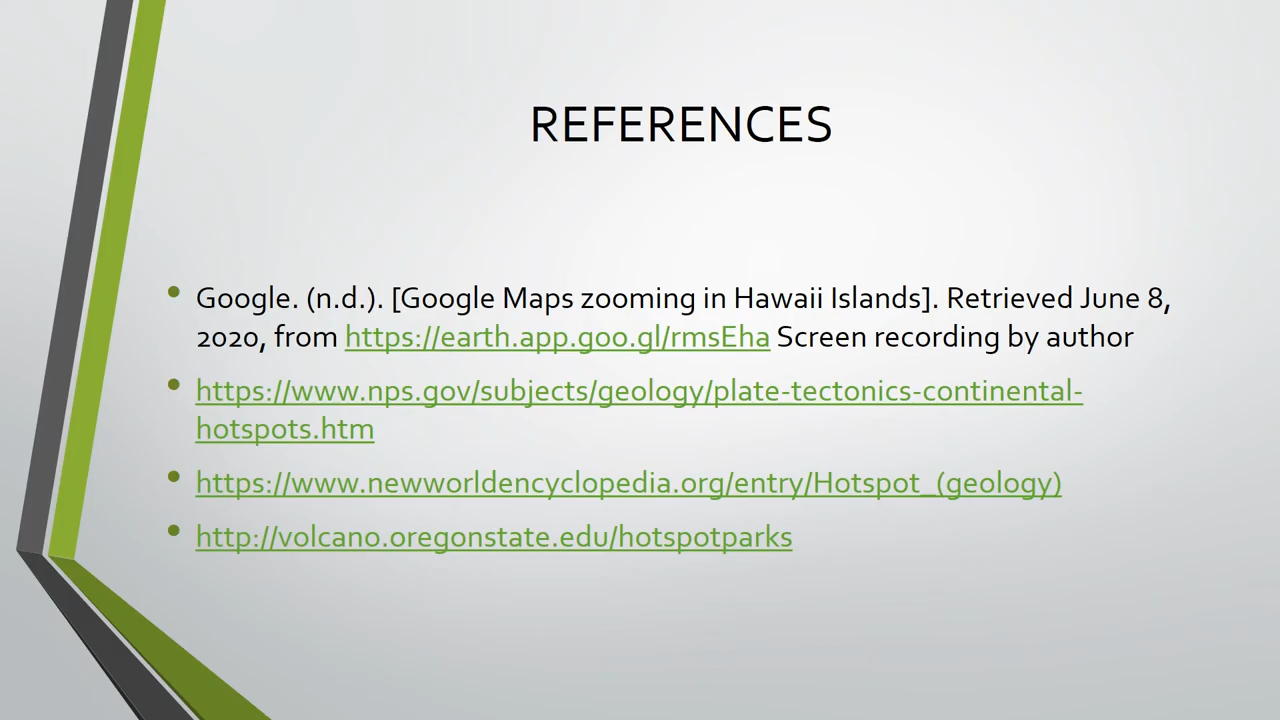 REFERENCES
• Google. (n.d.). [Google Maps zooming in Hawaii Islands]. Retrieved June 8,
2020, from https://earth.app.goo.gl/rmsEha Screen recording by author
• https://www.nps.gov/subjects/geology/plate-tectonics-continental-
hotspots.htm
• https://www.newworldencyclopedia.org/entry/Hotspot_(geology)
• http://volcano.oregonstate.edu/hotspotparks